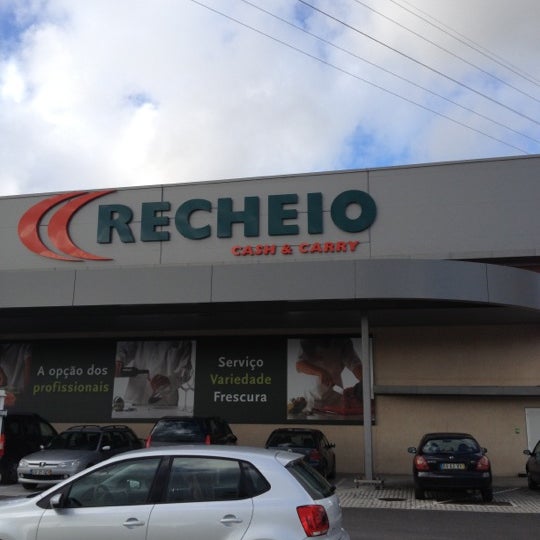 RECHEIO
CASH & CARRY
A opção dos
profissionais
Serviço
Variedade
Frescura